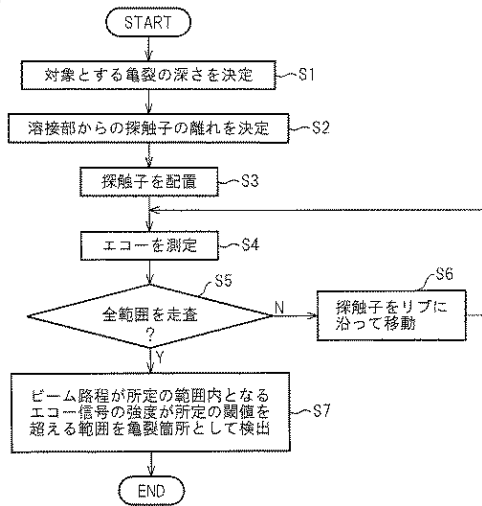 START
対象とする亀裂の深さを決定
S1
溶接部からの探触子の離れを決定
S2
探触子を配置
S3
エコーを測定
S4
S5
全範囲を走査
?
N
S6
探触子をリブに
沿って移動
Y
ビーム路程が所定の範囲内となる
エコー信号の強度が所定の閾値を
超える範囲を亀裂箇所として検出
S7
END